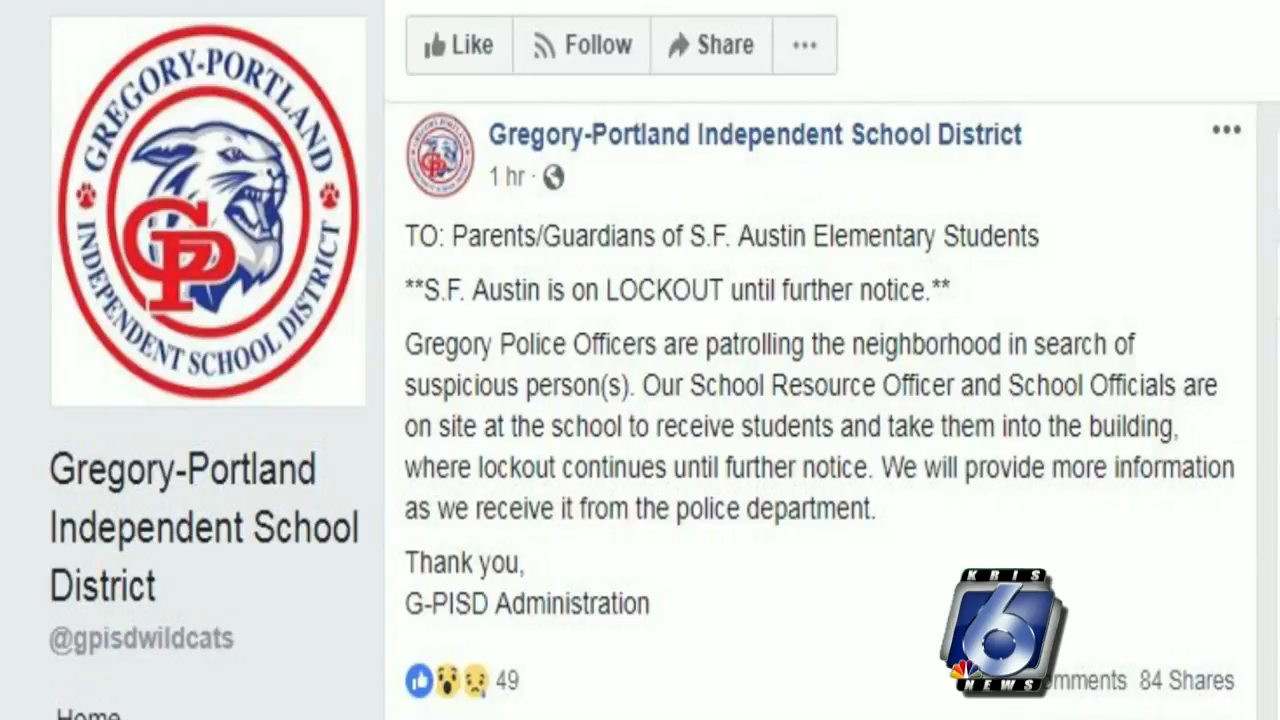 GREGORY-PORTLAND
INDEPENDENT SCHOOL DISTRICT
GP
Gregory-Portland
Independent School
District
@gpisdwildcats
Home
Like
Follow
Share
Gregory-Portland Independent School District
1 hr ·
TO: Parents/Guardians of S.F. Austin Elementary Students
**S.F. Austin is on LOCKOUT until further notice.**
Gregory Police Officers are patrolling the neighborhood in search of
suspicious person(s). Our School Resource Officer and School Officials are
on site at the school to receive students and take them into the building,
where lockout continues until further notice. We will provide more information
as we receive it from the police department.
Thank you,
G-PISD Administration
49
84 Shares
KRIS
6
NEWS